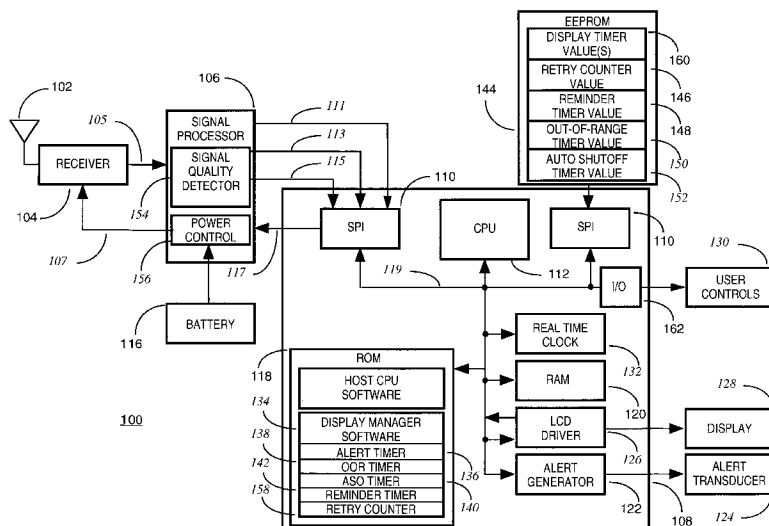 EEPROM
DISPLAY TIMER
VALUE(S)
160
144
RETRY COUNTER
VALUE
146
REMINDER
TIMER VALUE
148
OUT-OF-RANGE
TIMER VALUE
150
AUTO SHUTOFF
TIMER VALUE
152
102
106
105
SIGNAL
PROCESSOR
111
113
115
RECEIVER
104
SIGNAL
QUALITY
DETECTOR
154
POWER
CONTROL
156
107
117
BATTERY
116
110
SPI
CPU
112
SPI
110
119
I/O
162
130
USER
CONTROLS
REAL TIME
CLOCK
132
RAM
120
LCD
DRIVER
126
128
DISPLAY
ALERT
GENERATOR
122
108
ALERT
TRANSDUCER
124
118
ROM
HOST CPU
SOFTWARE
134
DISPLAY MANAGER
SOFTWARE
138
ALERT TIMER
136
142
OOR TIMER
ASO TIMER
140
158
REMINDER TIMER
RETRY COUNTER
100